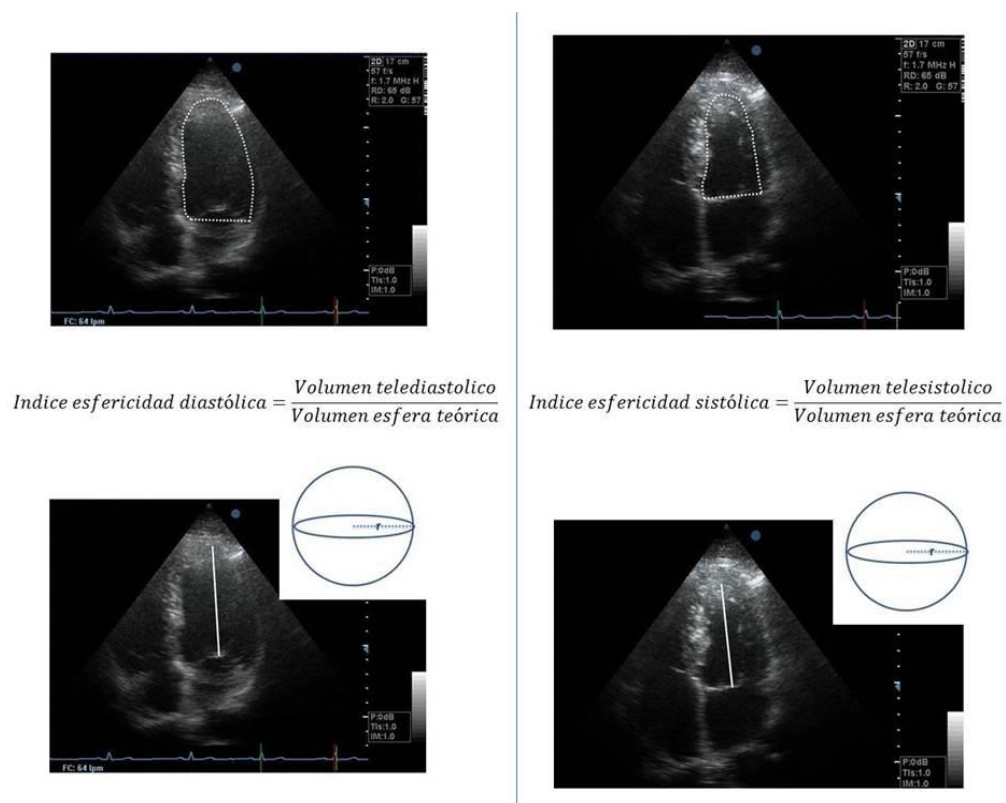 2D 17 cm
57 f/s
f: 1.7 MHz H
RD: 65 dB
R: 2.0 G: 57
P:0dB
TIs:1.0
IM:1.0
FC: 64 lpm
2D 17 cm
57 f/s
f: 1.7 MHz H
RD: 65 dB
R: 2.0 G: 57
P:0dB
TIs:1.0
IM:1.0
Indice esfericidad diastólica = Volumen telediastolico / Volumen esfera teórica
Indice esfericidad sistólica = Volumen telesistolico / Volumen esfera teórica
r
P:0dB
TIs:1.0
IM:1.0
FC: 64 lpm
r
P:0dB
TIs:1.0
IM:1.0